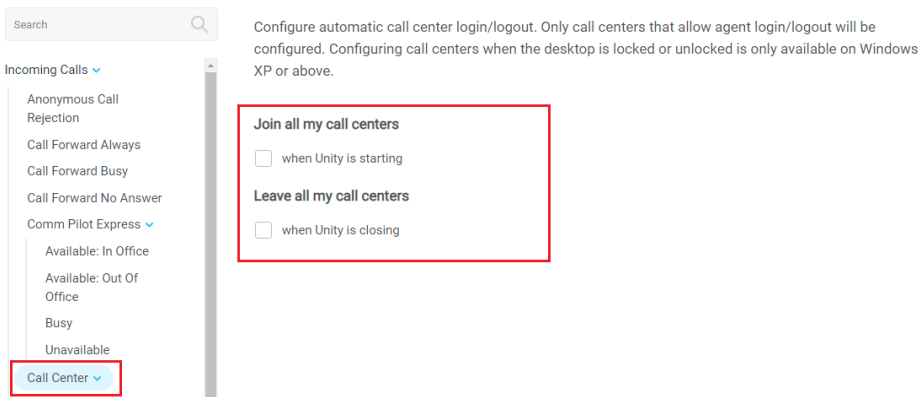 Search
Incoming Calls
Anonymous Call
Rejection
Call Forward Always
Call Forward Busy
Call Forward No Answer
Comm Pilot Express
Available: In Office
Available: Out Of
Office
Busy
Unavailable
Call Center
Configure automatic call center login/logout. Only call centers that allow agent login/logout will be
configured. Configuring call centers when the desktop is locked or unlocked is only available on Windows
XP or above.
Join all my call centers
when Unity is starting
Leave all my call centers
when Unity is closing